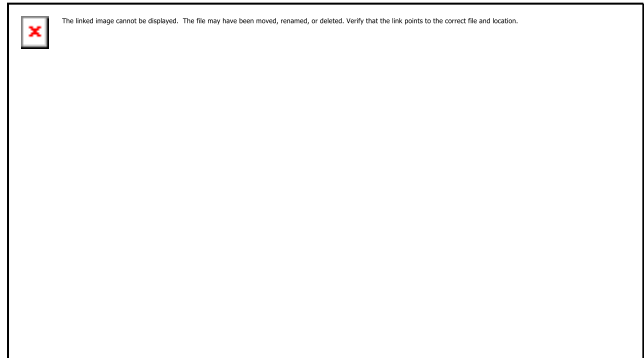 The linked image cannot be displayed. The file may have been moved, renamed, or deleted. Verify that the link points to the correct file and location.